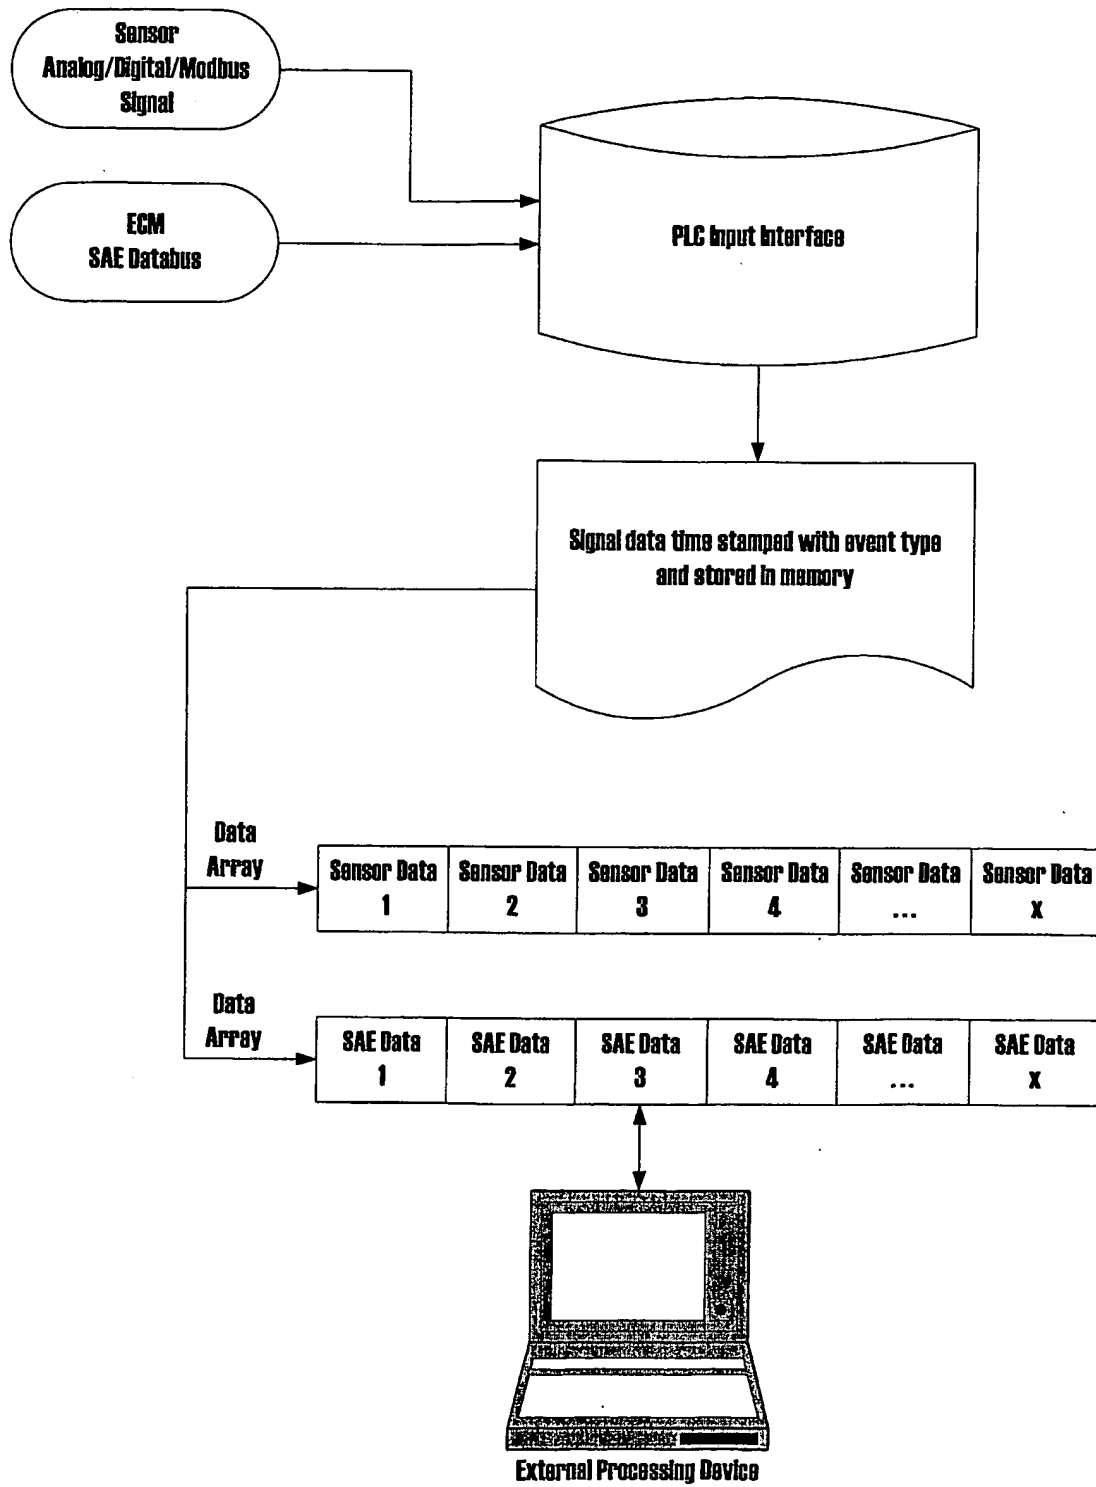 Sensor
Analog/Digital/Modbus
Signal
ECM
SAE Databus
PLC Input Interface
Signal data time stamped with event type
and stored in memory
Data
Array
Sensor Data
1
Sensor Data
2
Sensor Data
3
Sensor Data
4
Sensor Data
...
Sensor Data
x
Data
Array
SAE Data
1
SAE Data
2
SAE Data
3
SAE Data
4
SAE Data
...
SAE Data
x
External Processing Device